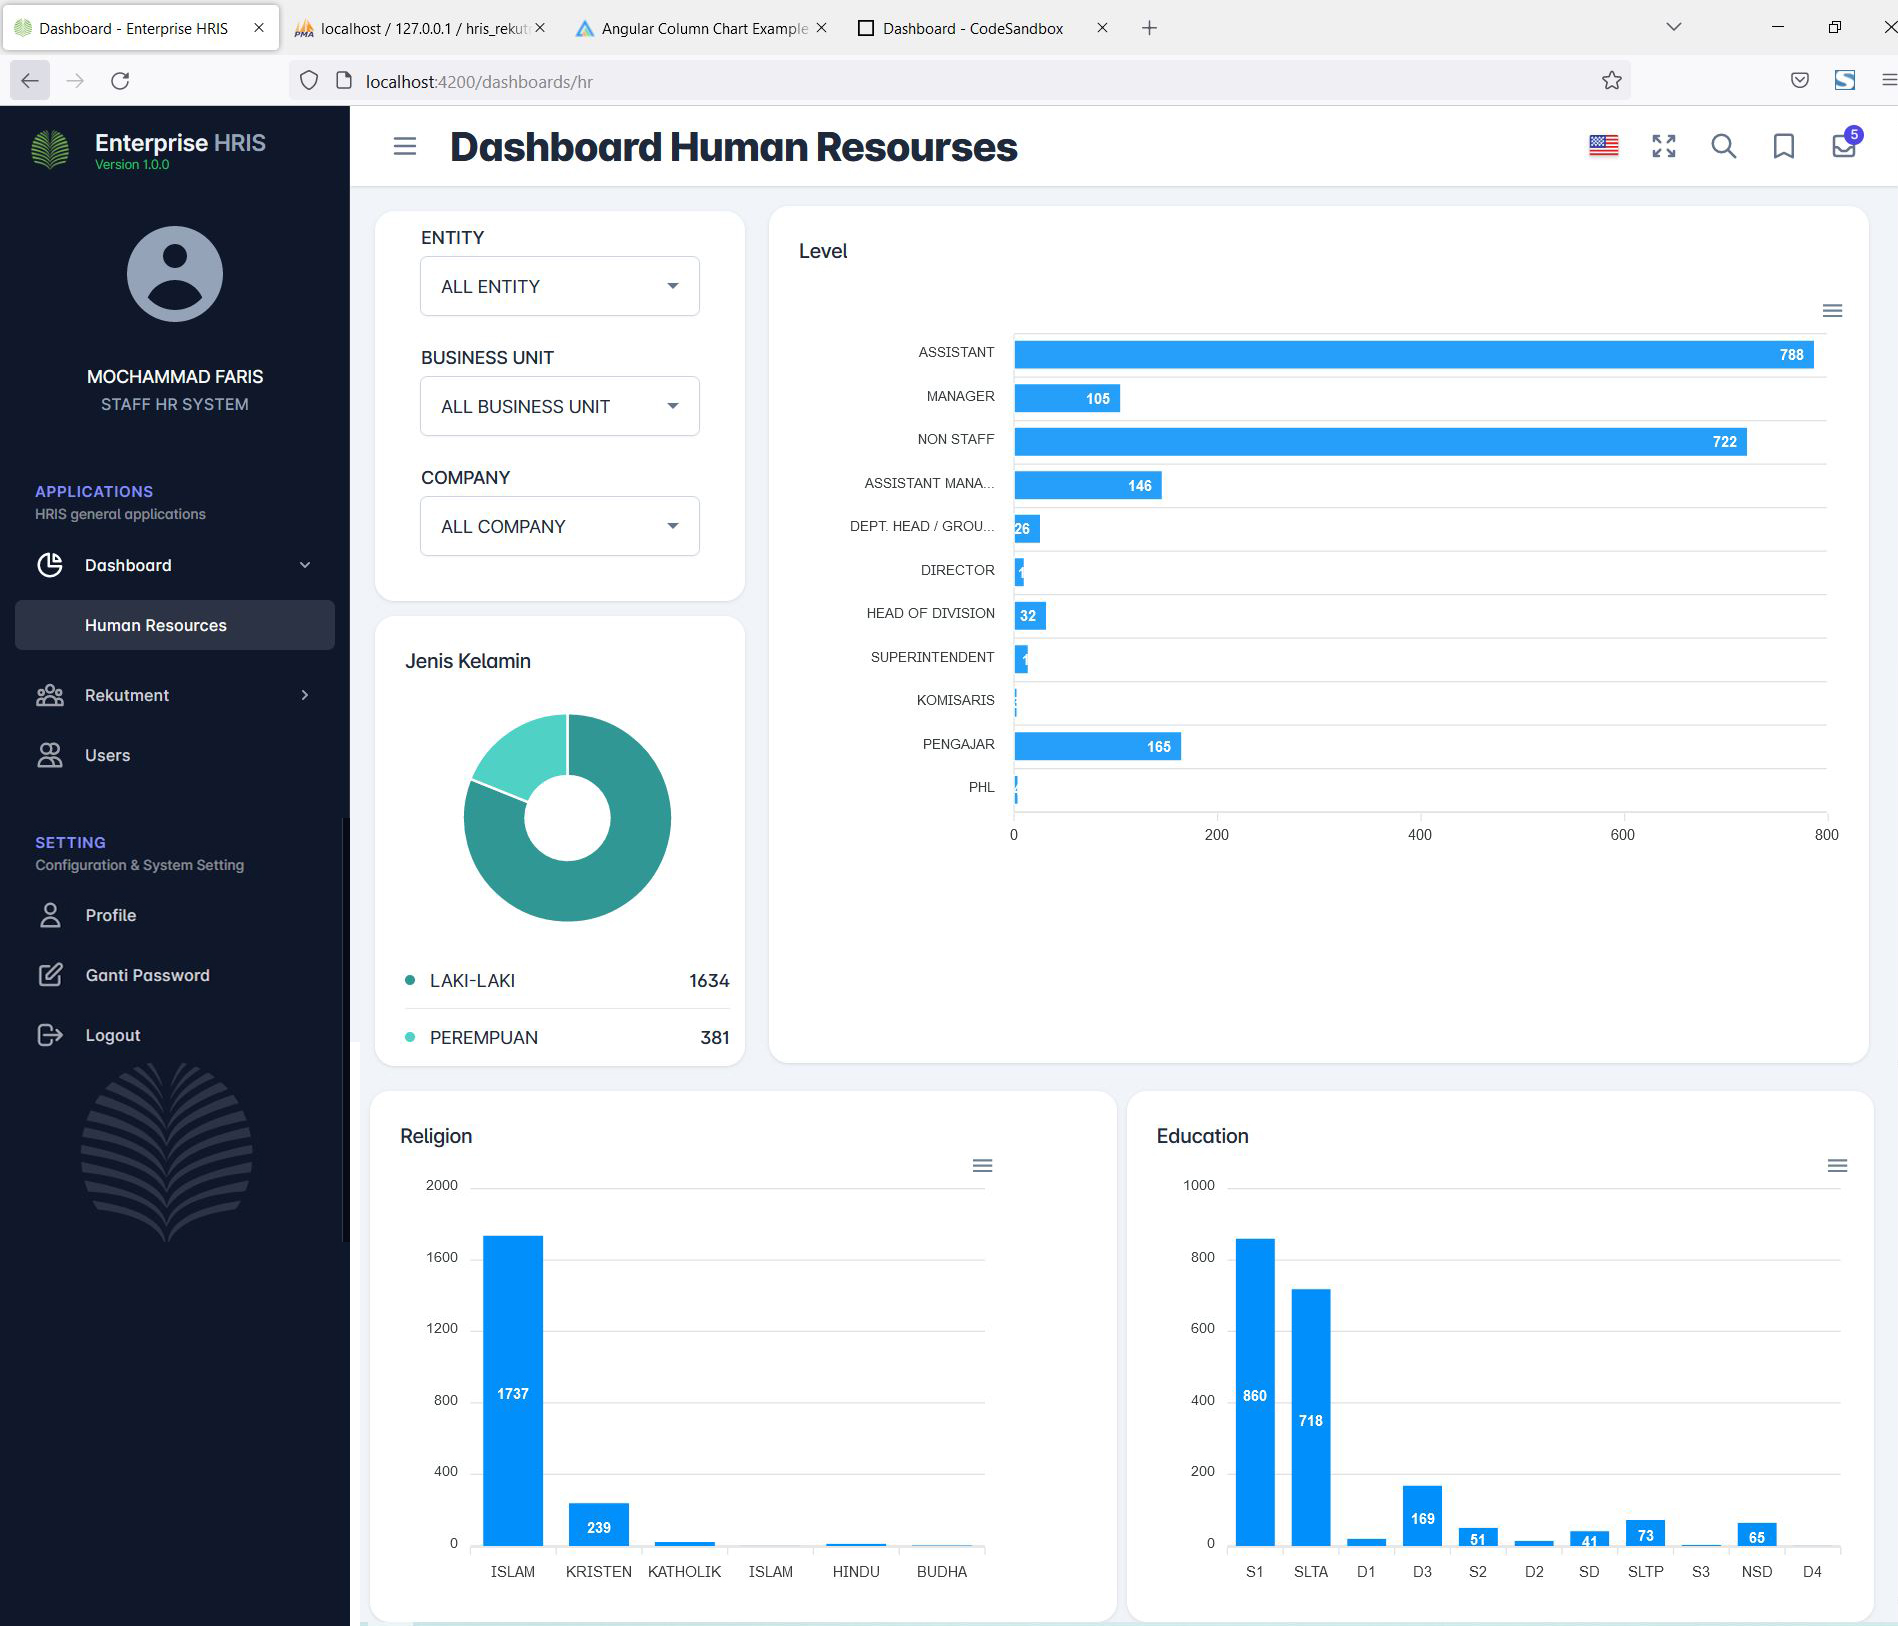 Dashboard - Enterprise HRIS
localhost / 127.0.0.1 / hris_rekut
Angular Column Chart Example
Dashboard - CodeSandbox
localhost:4200/dashboards/hr
Enterprise HRIS
Version 1.0.0
MOCHAMMAD FARIS
STAFF HR SYSTEM
APPLICATIONS
HRIS general applications
Dashboard
Human Resources
Rekutment
Users
SETTING
Configuration & System Setting
Profile
Ganti Password
Logout
Dashboard Human Resourses
5
ENTITY
ALL ENTITY
BUSINESS UNIT
ALL BUSINESS UNIT
COMPANY
ALL COMPANY
Jenis Kelamin
LAKI-LAKI 1634
PEREMPUAN 381
Level
ASSISTANT 788
MANAGER 105
NON STAFF 722
ASSISTANT MANA... 146
DEPT. HEAD / GROU... 26
DIRECTOR
HEAD OF DIVISION 32
SUPERINTENDENT
KOMISARIS
PENGAJAR 165
PHL
0 200 400 600 800
Religion
2000
1600
1200
800
400
0
1737
239
ISLAM KRISTEN KATHOLIK ISLAM HINDU BUDHA
Education
1000
800
600
400
200
0
860
718
169
51
41
73
65
S1 SLTA D1 D3 S2 D2 SD SLTP S3 NSD D4